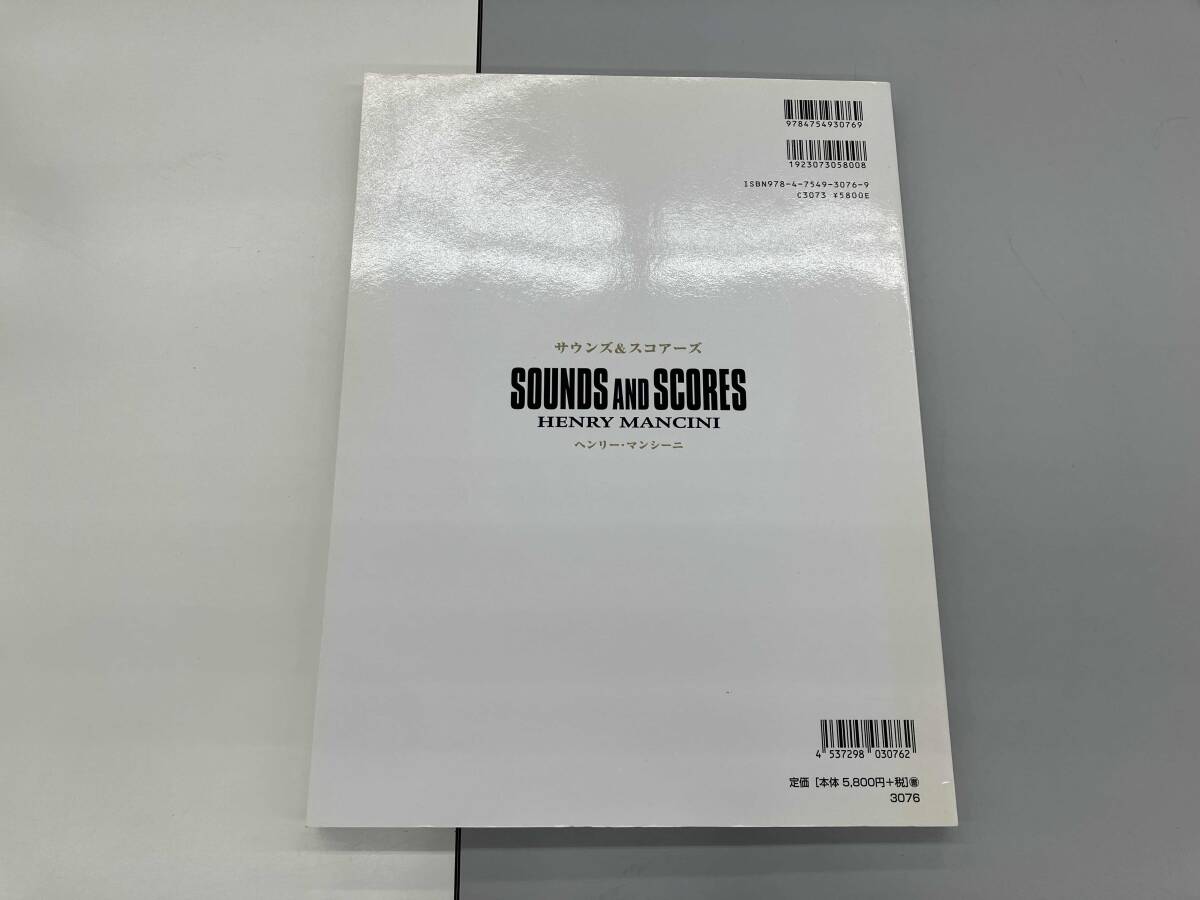 9784754930769
1923073058008
ISBN978-4-7549-3076-9
C3073 ¥5800E
サウンズ&スコアーズ
SOUNDS AND SCORES
HENRY MANCINI
ヘンリー・マンシーニ
4 537298 030762
定価 [本体 5,800円+税]
3076